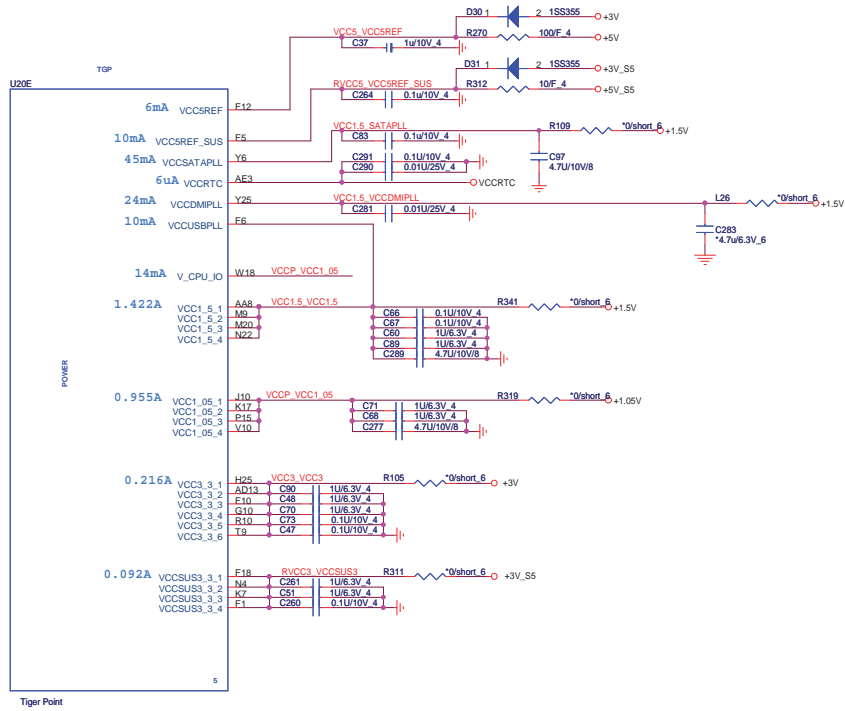 D30 1 2 1SS355
+3V
VCC5_VCC5REF R270 100/F_4 +5V
C37 1u/10V_4
D31 1 2 1SS355
+3V_S5
TGP
U20E
RVCC5_VCC5REF_SUS R312 10/F_4
+5V_S5
C264 0.1u/10V_4
6mA VCC5REF F12
VCC1.5_SATAPLL R109 *0/short_6 +1.5V
10mA VCC5REF_SUS F5 C83 0.1u/10V_4
45mA VCCSATAPLL Y6 C291 0.1U/10V_4 C97
C290 0.01U/25V_4 4.7U/10V/8
6uA VCCRTC AE3 VCCRTC
24mA VCCDMIPLL Y25 VCC1.5_VCCDMIPLL L26 *0/short_6 +1.5V
C281 0.01U/25V_4
10mA VCCUSBPLL F6 C283
*4.7u/6.3V_6
14mA V_CPU_IO W18 VCCP_VCC1_05
1.422A VCC1_5_1 AA8 VCC1.5_VCC1.5 R341 *0/short_6 +1.5V
VCC1_5_2 M9 C66 0.1U/10V_4
VCC1_5_3 M20 C67 0.1U/10V_4
VCC1_5_4 N22 C60 1U/6.3V_4
C89 1U/6.3V_4
C289 4.7U/10V/8
POWER
0.955A VCC1_05_1 J10 VCCP_VCC1_05 R319 *0/short_6 +1.05V
VCC1_05_2 K17 C71 1U/6.3V_4
VCC1_05_3 P15 C68 1U/6.3V_4
VCC1_05_4 V10 C277 4.7U/10V/8
0.216A VCC3_3_1 H25 VCC3_VCC3 R105 *0/short_6 +3V
VCC3_3_2 AD13 C90 1U/6.3V_4
VCC3_3_3 F10 C48 1U/6.3V_4
VCC3_3_4 G10 C70 1U/6.3V_4
VCC3_3_5 R10 C73 0.1U/10V_4
VCC3_3_6 T9 C47 0.1U/10V_4
0.092A VCCSUS3_3_1 F18 RVCC3_VCCSUS3 R311 *0/short_6 +3V_S5
VCCSUS3_3_2 N4 C261 1U/6.3V_4
VCCSUS3_3_3 K7 C51 1U/6.3V_4
VCCSUS3_3_4 F1 C260 0.1U/10V_4
5
Tiger Point